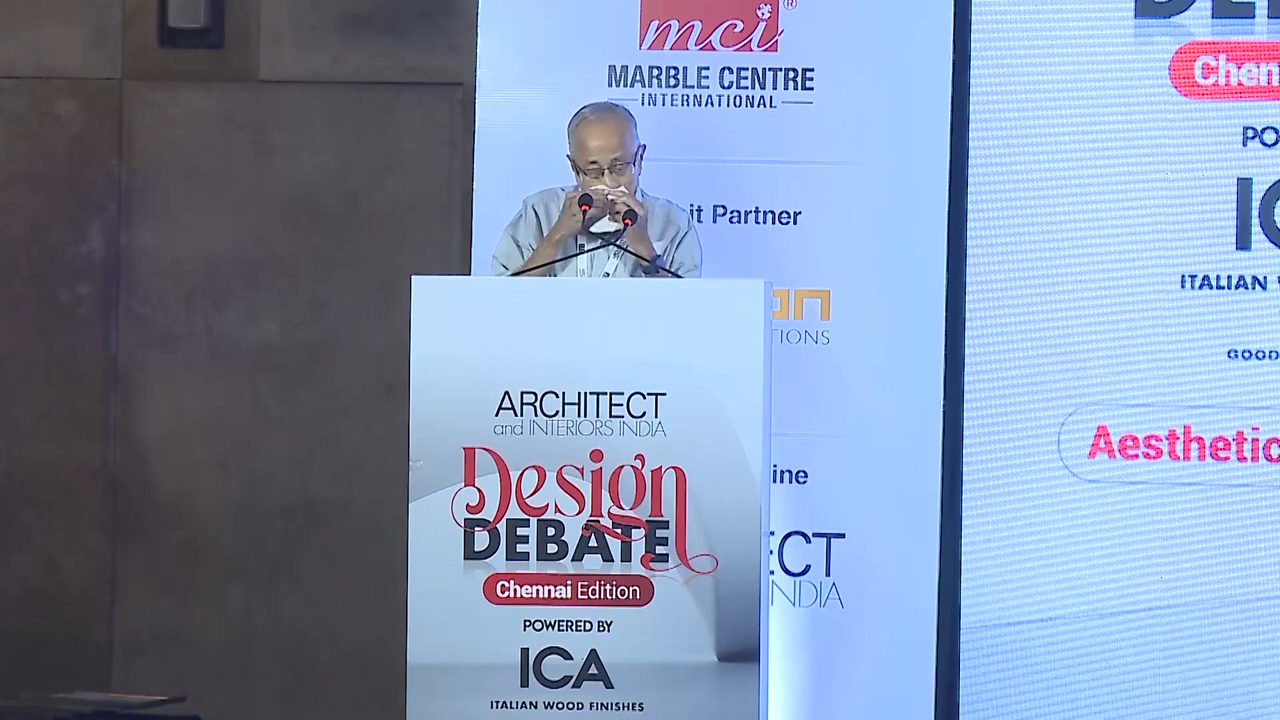 mci®
MARBLE CENTRE
INTERNATIONAL
it Partner
TIONS
ine
ECT
INDIA
ARCHITECT
and INTERIORS INDIA
Design
DEBATE
Chennai Edition
POWERED BY
ICA
ITALIAN WOOD FINISHES
Chen
PO
IC
ITALIAN
GOOD
Aesthetic